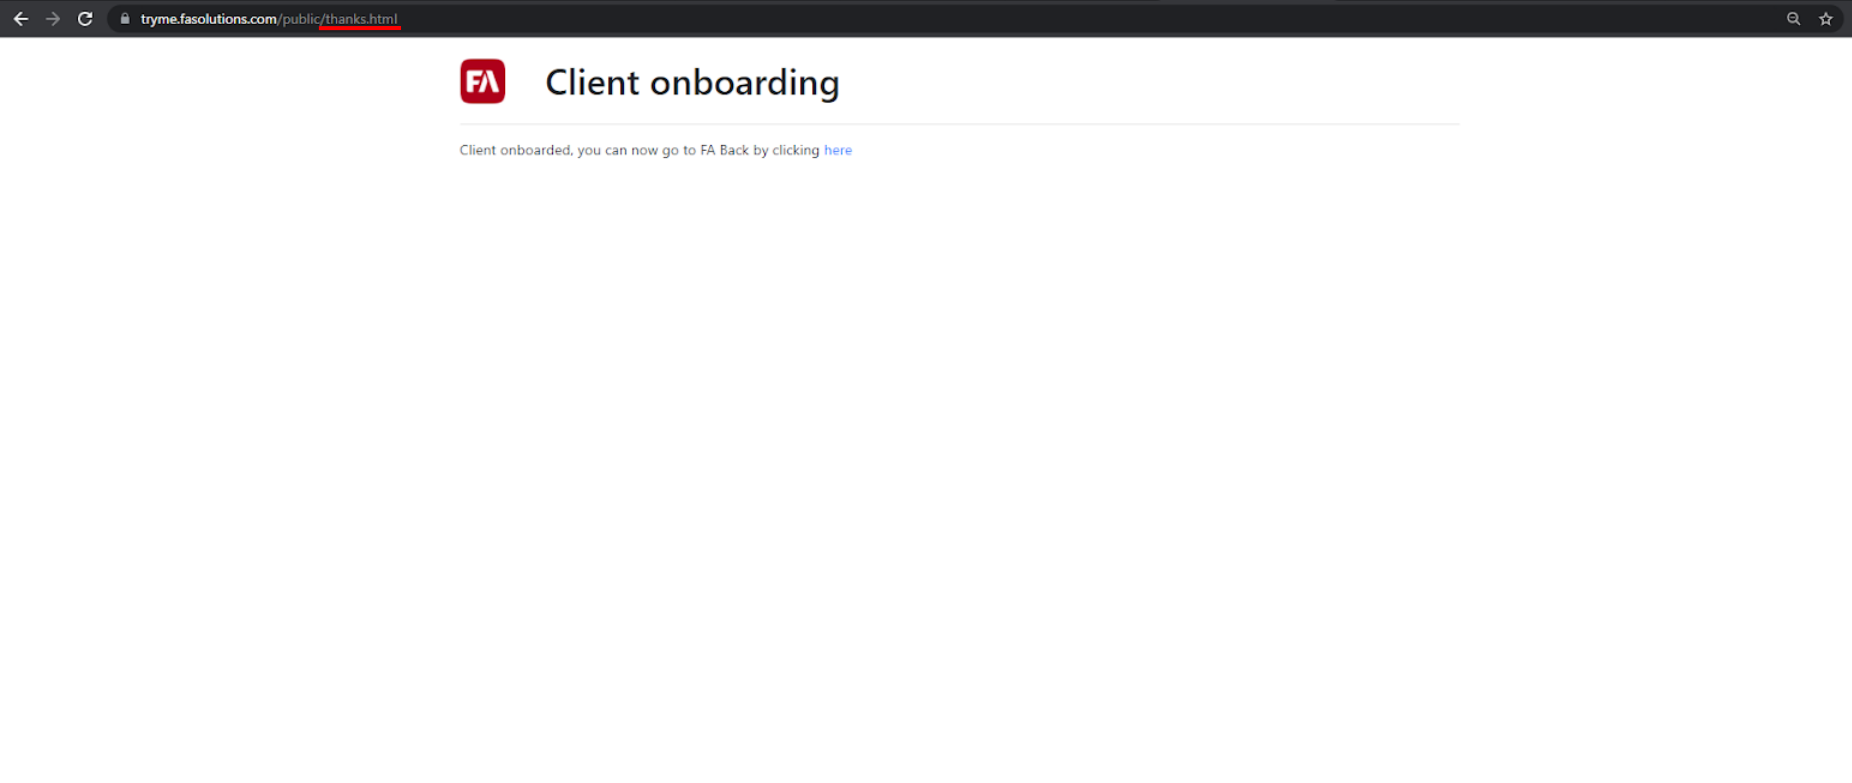 tryme.fasolutions.com/public/thanks.html
FA Client onboarding
Client onboarded, you can now go to FA Back by clicking here